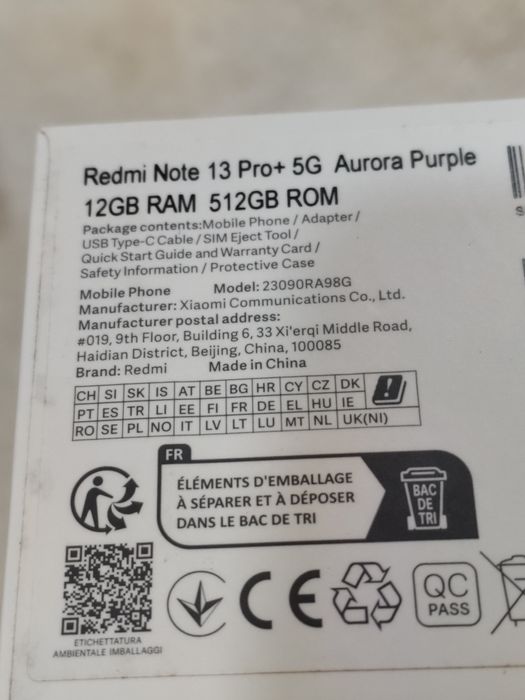 Redmi Note 13 Pro+ 5G Aurora Purple
12GB RAM 512GB ROM
Package contents:Mobile Phone / Adapter /
USB Type-C Cable / SIM Eject Tool /
Quick Start Guide and Warranty Card /
Safety Information / Protective Case
Mobile Phone Model: 23090RA98G
Manufacturer: Xiaomi Communications Co., Ltd.
Manufacturer postal address:
#019, 9th Floor, Building 6, 33 Xi'erqi Middle Road,
Haidian District, Beijing, China, 100085
Brand: Redmi Made in China
CH SI SK IS AT BE BG HR CY CZ DK
PT ES TR LI EE FI FR DE EL HU IE
RO SE PL NO IT LV LT LU MT NL UK(NI)
FR
ÉLÉMENTS D'EMBALLAGE
À SÉPARER ET À DÉPOSER
DANS LE BAC DE TRI
BAC
DE
TRI
CE
QC
PASS
ETICHETTATURA
AMBIENTALE IMBALLAGGI